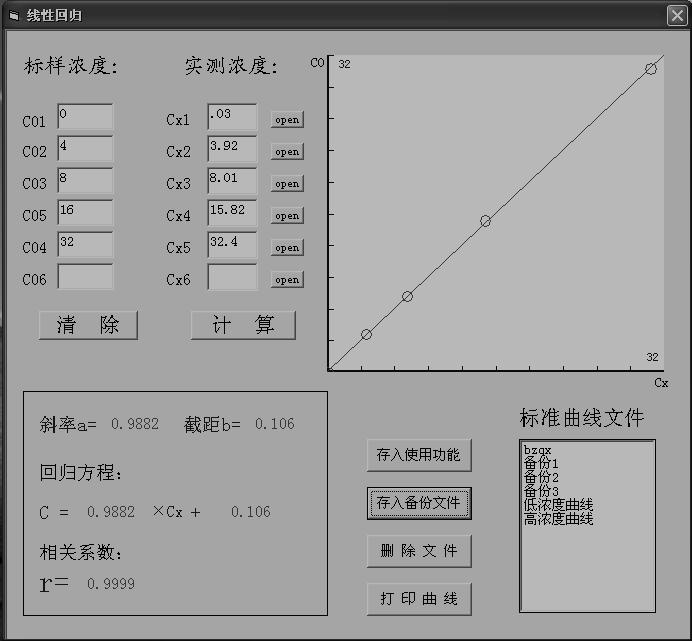 线性回归
标样浓度: 实测浓度:
C01 0 Cx1 .03 open
C02 4 Cx2 3.92 open
C03 8 Cx3 8.01 open
C05 16 Cx4 15.82 open
C04 32 Cx5 32.4 open
C06 Cx6 open
清 除 计 算
C0 32
32
Cx
斜率a= 0.9882 截距b= 0.106
回归方程:
C = 0.9882 ×Cx + 0.106
相关系数:
r= 0.9999
存入使用功能
存入备份文件
删 除 文 件
打 印 曲 线
标准曲线文件
bzqx
备份1
备份2
备份3
低浓度曲线
高浓度曲线